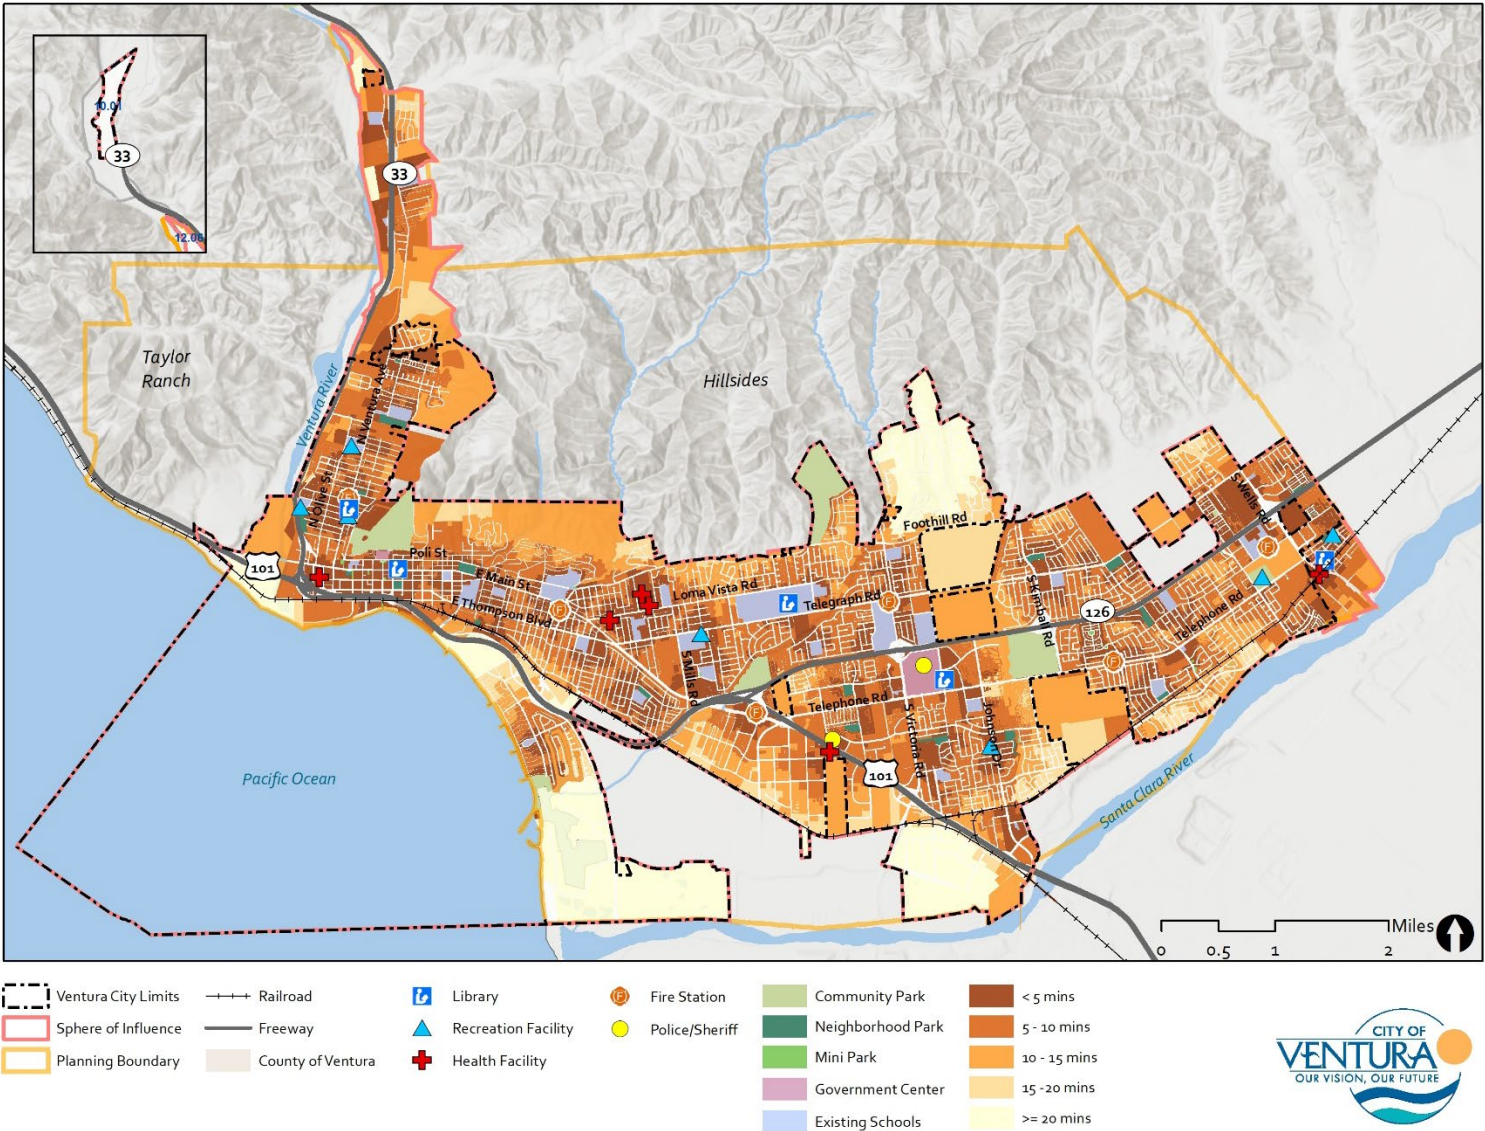 10.01
33
12.06
33
Taylor
Ranch
Ventura River
N Ventura Ave
Hillsides
N Olive St
S Wells Rd
Foothill Rd
101
Poli St
E Main St
E Thompson Blvd
Loma Vista Rd
Telegraph Rd
S Kimball Rd
126
Telephone Rd
S Mills Rd
Telephone Rd
S Victoria Rd
Johnson Dr
101
Pacific Ocean
Santa Clara River
Miles
0 0.5 1 2
Ventura City Limits
Sphere of Influence
Planning Boundary
Railroad
Freeway
County of Ventura
Library
Recreation Facility
Health Facility
Fire Station
Police/Sheriff
Community Park
Neighborhood Park
Mini Park
Government Center
Existing Schools
< 5 mins
5 - 10 mins
10 - 15 mins
15 -20 mins
>= 20 mins
CITY OF
VENTURA
OUR VISION, OUR FUTURE